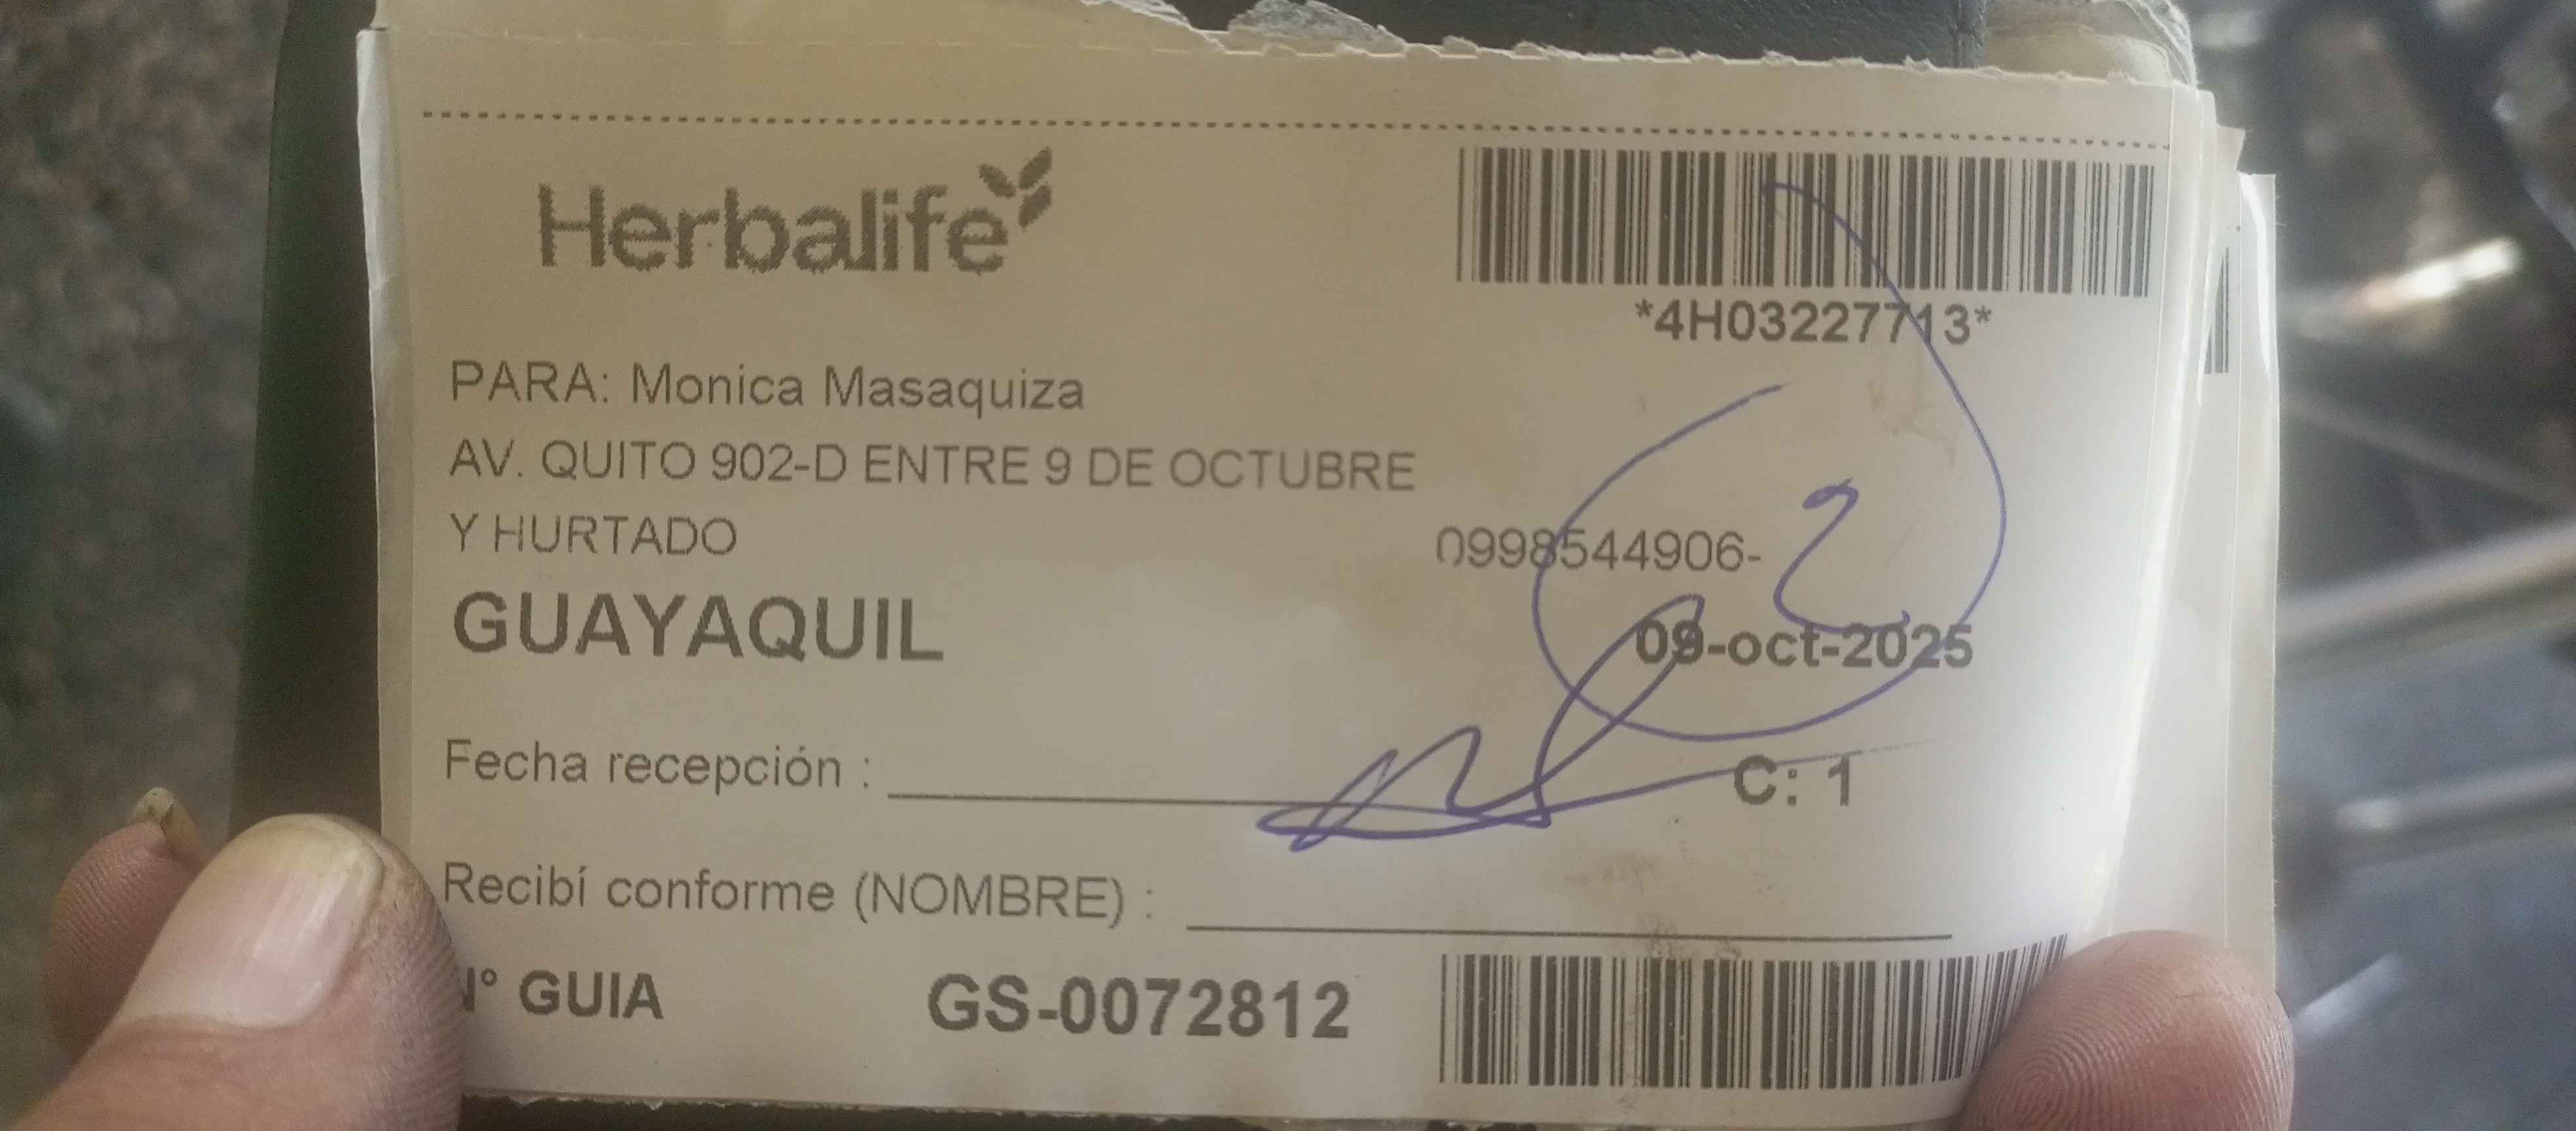 Herbalife
*4H03227713*
PARA: Monica Masaquiza
AV. QUITO 902-D ENTRE 9 DE OCTUBRE
Y HURTADO
0998544906-
2
GUAYAQUIL
09-oct-2025
Fecha recepción :
C: 1
Recibí conforme (NOMBRE) :
N° GUIA GS-0072812